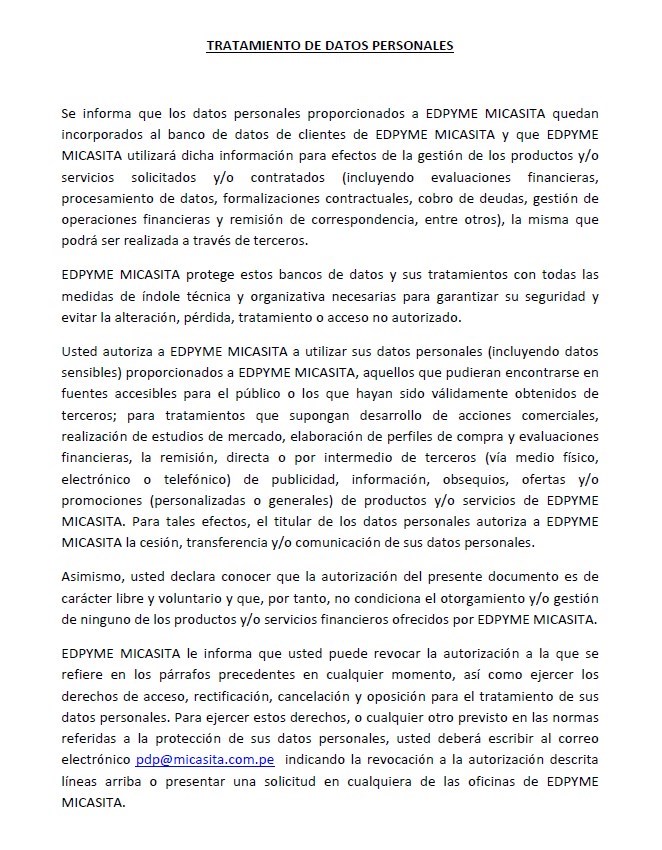 TRATAMIENTO DE DATOS PERSONALES
Se informa que los datos personales proporcionados a EDPYME MICASITA quedan
incorporados al banco de datos de clientes de EDPYME MICASITA y que EDPYME
MICASITA utilizará dicha información para efectos de la gestión de los productos y/o
servicios solicitados y/o contratados (incluyendo evaluaciones financieras,
procesamiento de datos, formalizaciones contractuales, cobro de deudas, gestión de
operaciones financieras y remisión de correspondencia, entre otros), la misma que
podrá ser realizada a través de terceros.
EDPYME MICASITA protege estos bancos de datos y sus tratamientos con todas las
medidas de índole técnica y organizativa necesarias para garantizar su seguridad y
evitar la alteración, pérdida, tratamiento o acceso no autorizado.
Usted autoriza a EDPYME MICASITA a utilizar sus datos personales (incluyendo datos
sensibles) proporcionados a EDPYME MICASITA, aquellos que pudieran encontrarse en
fuentes accesibles para el público o los que hayan sido válidamente obtenidos de
terceros; para tratamientos que supongan desarrollo de acciones comerciales,
realización de estudios de mercado, elaboración de perfiles de compra y evaluaciones
financieras, la remisión, directa o por intermedio de terceros (vía medio físico,
electrónico o telefónico) de publicidad, información, obsequios, ofertas y/o
promociones (personalizadas o generales) de productos y/o servicios de EDPYME
MICASITA. Para tales efectos, el titular de los datos personales autoriza a EDPYME
MICASITA la cesión, transferencia y/o comunicación de sus datos personales.
Asimismo, usted declara conocer que la autorización del presente documento es de
carácter libre y voluntario y que, por tanto, no condiciona el otorgamiento y/o gestión
de ninguno de los productos y/o servicios financieros ofrecidos por EDPYME MICASITA.
EDPYME MICASITA le informa que usted puede revocar la autorización a la que se
refiere en los párrafos precedentes en cualquier momento, así como ejercer los
derechos de acceso, rectificación, cancelación y oposición para el tratamiento de sus
datos personales. Para ejercer estos derechos, o cualquier otro previsto en las normas
referidas a la protección de sus datos personales, usted deberá escribir al correo
electrónico pdp@micasita.com.pe indicando la revocación a la autorización descrita
líneas arriba o presentar una solicitud en cualquiera de las oficinas de EDPYME
MICASITA.